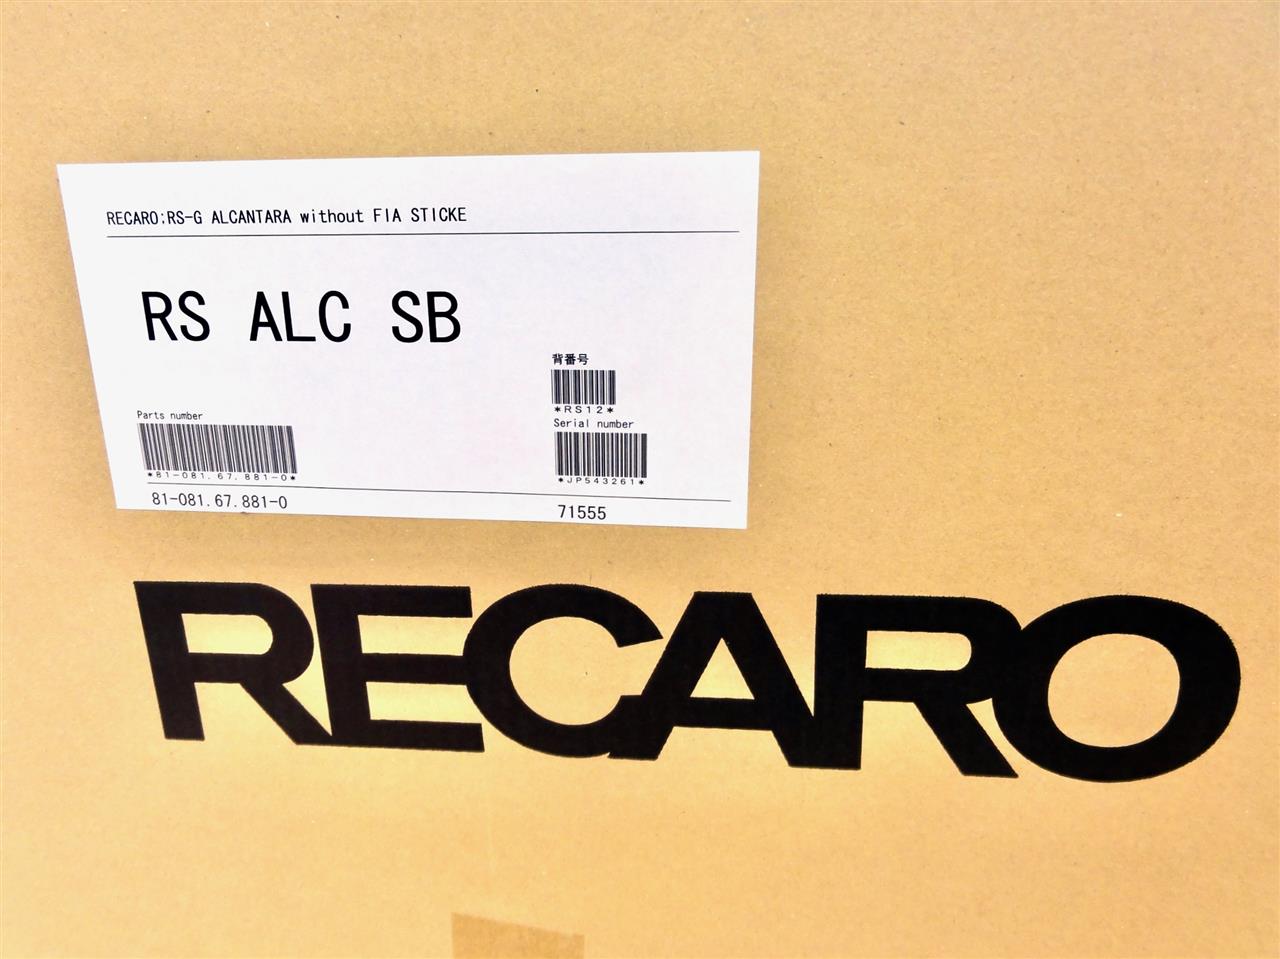 RECARO;RS-G ALCANTARA without FIA STICKE
RS ALC SB
背番号
*RS12*
Parts number
Serial number
*81-081.67.881-0*
*JP543261*
81-081.67.881-0
71555
RECARO